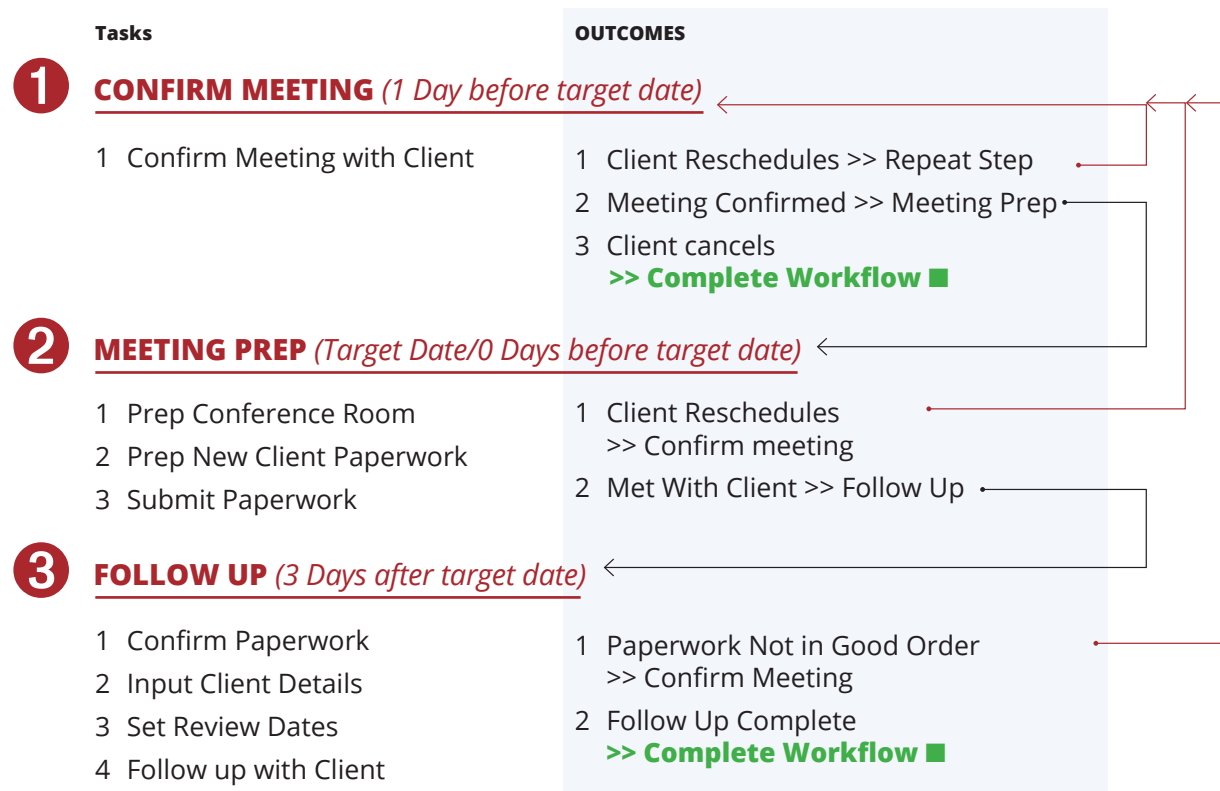 Tasks
OUTCOMES
1 CONFIRM MEETING (1 Day before target date)
1 Confirm Meeting with Client
1 Client Reschedules >> Repeat Step
2 Meeting Confirmed >> Meeting Prep
3 Client cancels
>> Complete Workflow
2 MEETING PREP (Target Date/0 Days before target date)
1 Prep Conference Room
2 Prep New Client Paperwork
3 Submit Paperwork
1 Client Reschedules
>> Confirm meeting
2 Met With Client >> Follow Up
3 FOLLOW UP (3 Days after target date)
1 Confirm Paperwork
2 Input Client Details
3 Set Review Dates
4 Follow up with Client
1 Paperwork Not in Good Order
>> Confirm Meeting
2 Follow Up Complete
>> Complete Workflow